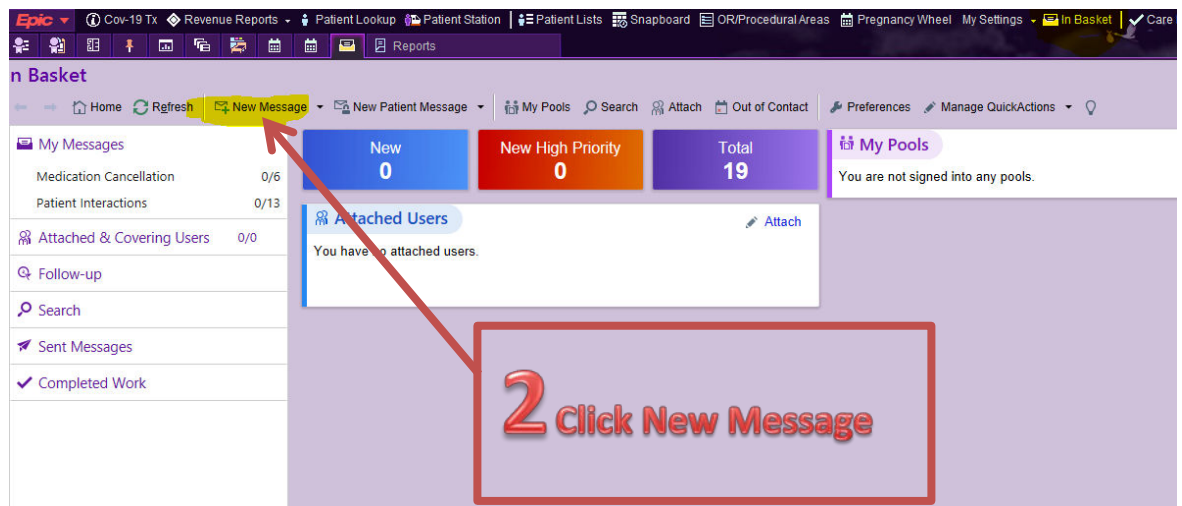 Epic Cov-19 Tx Revenue Reports Patient Lookup Patient Station Patient Lists Snapboard OR/Procedural Areas Pregnancy Wheel My Settings In Basket Care
Reports
n Basket
Home Refresh New Message New Patient Message My Pools Search Attach Out of Contact Preferences Manage QuickActions
My Messages
Medication Cancellation 0/6
Patient Interactions 0/13
Attached & Covering Users 0/0
Follow-up
Search
Sent Messages
Completed Work
New
0
New High Priority
0
Total
19
My Pools
You are not signed into any pools.
Attached Users Attach
You have no attached users.
2 Click New Message